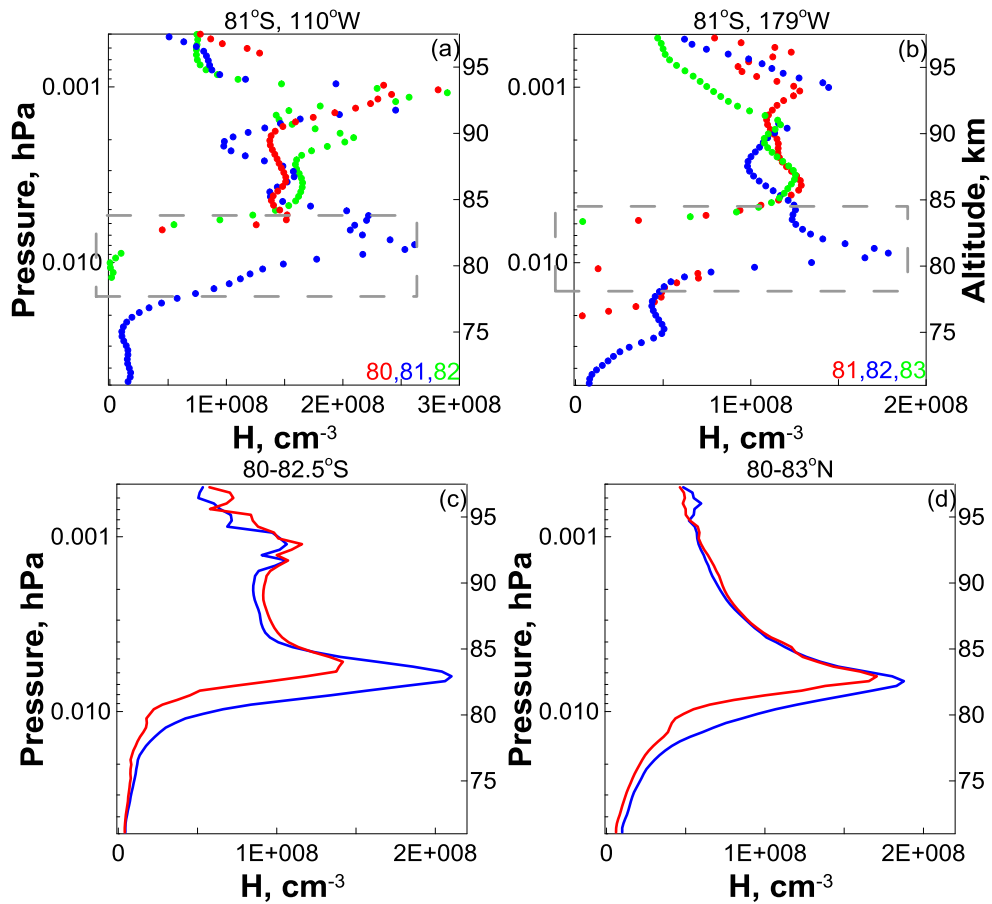 81°S, 110°W
81°S, 179°W
(a)
(b)
Pressure, hPa
0.001
0.010
95
90
85
80
75
80,81,82
0
1E+008
2E+008
3E+008
H, cm-3
0.001
0.010
95
90
85
80
75
Altitude, km
81,82,83
0
1E+008
2E+008
H, cm-3
80-82.5°S
80-83°N
(c)
(d)
Pressure, hPa
0.001
0.010
95
90
85
80
75
0
1E+008
2E+008
H, cm-3
Pressure, hPa
0.001
0.010
95
90
85
80
75
0
1E+008
2E+008
H, cm-3